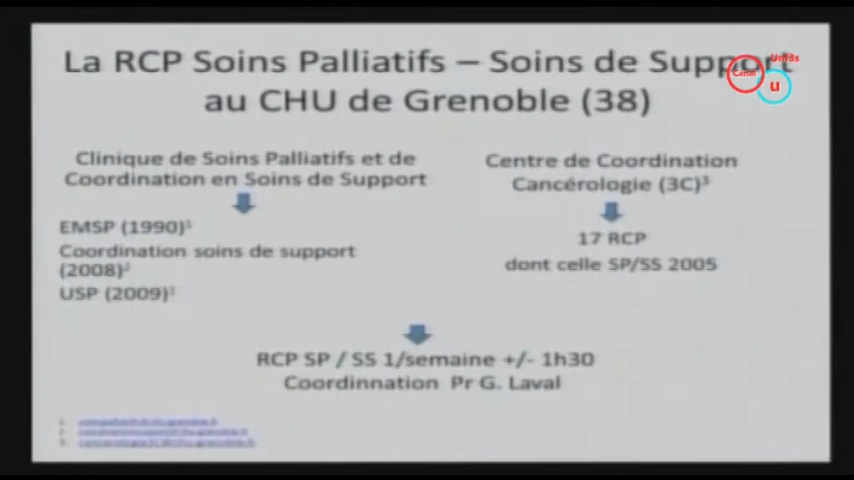 La RCP Soins Palliatifs – Soins de Support
au CHU de Grenoble (38)
Canal
Unras
u
Clinique de Soins Palliatifs et de
Coordination en Soins de Support
EMSP (1990)¹
Coordination soins de support
(2008)²
USP (2009)¹
Centre de Coordination
Cancérologie (3C)³
17 RCP
dont celle SP/SS 2005
RCP SP / SS 1/semaine +/- 1h30
Coordinnation Pr G. Laval